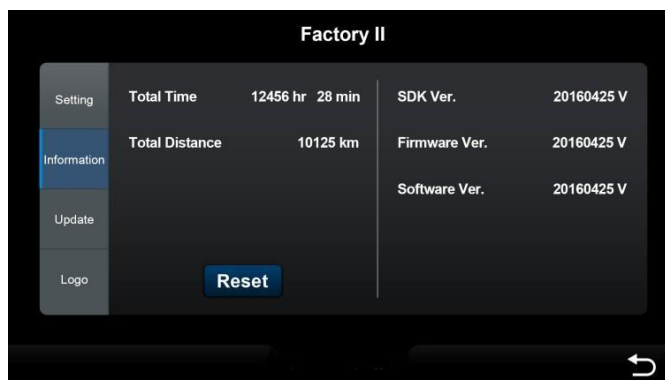 Factory II
Setting
Information
Update
Logo
Total Time 12456 hr 28 min
Total Distance 10125 km
Reset
SDK Ver. 20160425 V
Firmware Ver. 20160425 V
Software Ver. 20160425 V